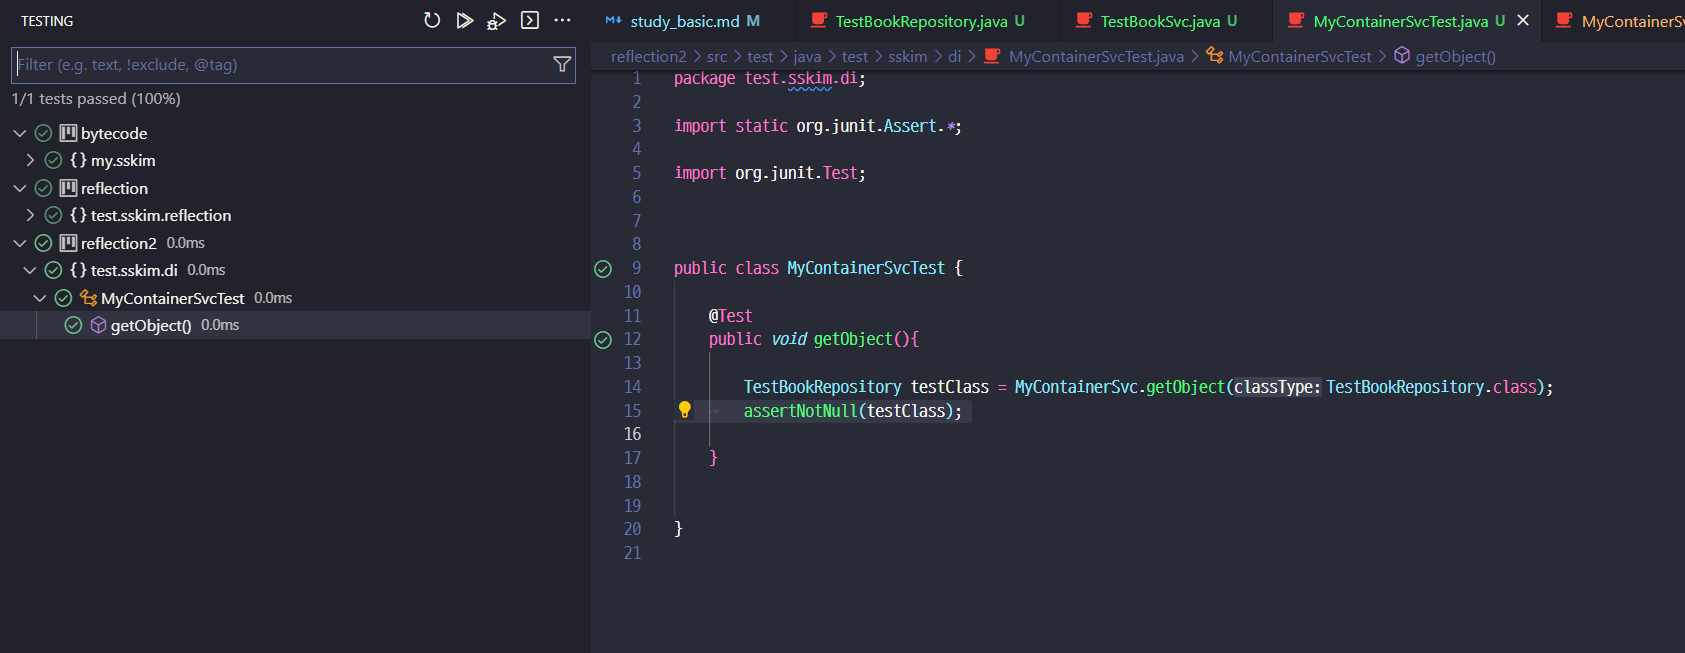 TESTING
Filter (e.g. text, !exclude, @tag)
1/1 tests passed (100%)
bytecode
{} my.sskim
reflection
{} test.sskim.reflection
reflection2 0.0ms
{} test.sskim.di 0.0ms
MyContainerSvcTest 0.0ms
getObject() 0.0ms
study_basic.md M TestBookRepository.java U TestBookSvc.java U MyContainerSvcTest.java U MyContainerSv
reflection2 > src > test > java > test > sskim > di > MyContainerSvcTest.java > MyContainerSvcTest > getObject()
1 package test.sskim.di;
2
3 import static org.junit.Assert.*;
4
5 import org.junit.Test;
6
7
8
9 public class MyContainerSvcTest {
10
11 @Test
12 public void getObject(){
13
14 TestBookRepository testClass = MyContainerSvc.getObject(classType: TestBookRepository.class);
15 assertNotNull(testClass);
16
17 }
18
19
20 }
21